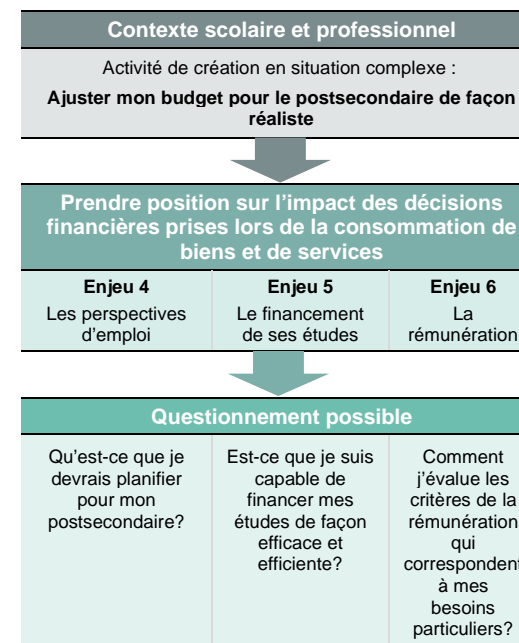 Contexte scolaire et professionnel
Activité de création en situation complexe :
Ajuster mon budget pour le postsecondaire de façon
réaliste
Prendre position sur l'impact des décisions
financières prises lors de la consommation de
biens et de services
Enjeu 4
Les perspectives
d'emploi
Enjeu 5
Le financement
de ses études
Enjeu 6
La
rémunération
Questionnement possible
Qu'est-ce que je
devrais planifier
pour mon
postsecondaire?
Est-ce que je suis
capable de
financer mes
études de façon
efficace et
efficiente?
Comment
j'évalue les
critères de la
rémunération
qui
correspondent
à mes
besoins
particuliers?